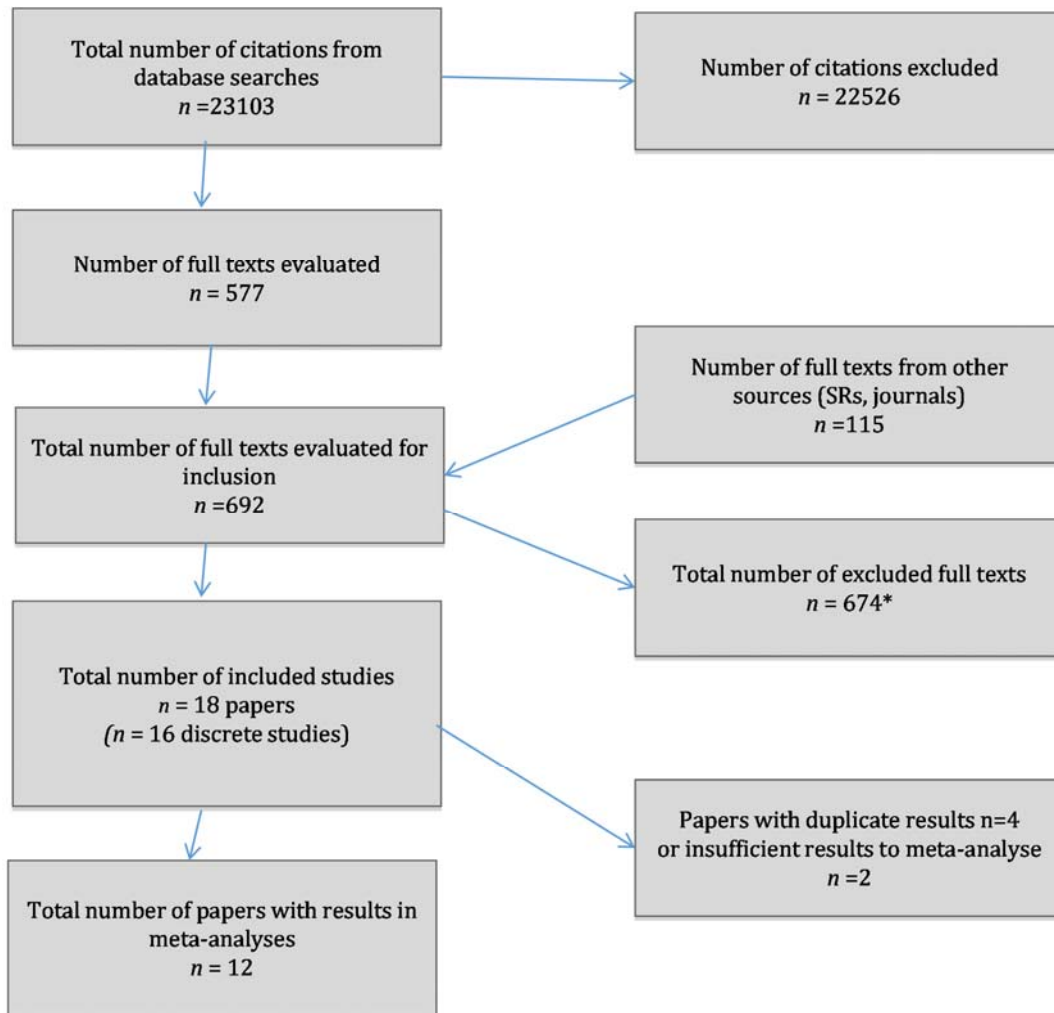 Total number of citations from
database searches
n =23103
Number of citations excluded
n = 22526
Number of full texts evaluated
n = 577
Number of full texts from other
sources (SRs, journals)
n =115
Total number of full texts evaluated for
inclusion
n =692
Total number of excluded full texts
n = 674*
Total number of included studies
n = 18 papers
(n = 16 discrete studies)
Papers with duplicate results n=4
or insufficient results to meta-analyse
n =2
Total number of papers with results in
meta-analyses
n = 12